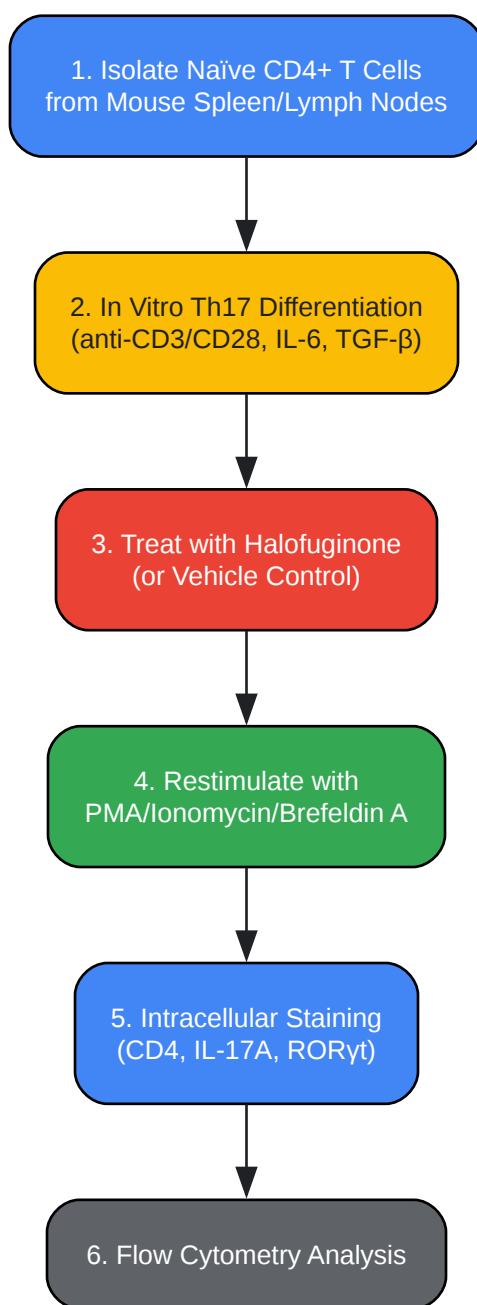 1. Isolate Naïve CD4+ T Cells
from Mouse Spleen/Lymph Nodes
2. In Vitro Th17 Differentiation
(anti-CD3/CD28, IL-6, TGF-β)
3. Treat with Halofuginone
(or Vehicle Control)
4. Restimulate with
PMA/Ionomycin/Brefeldin A
5. Intracellular Staining
(CD4, IL-17A, RORγt)
6. Flow Cytometry Analysis